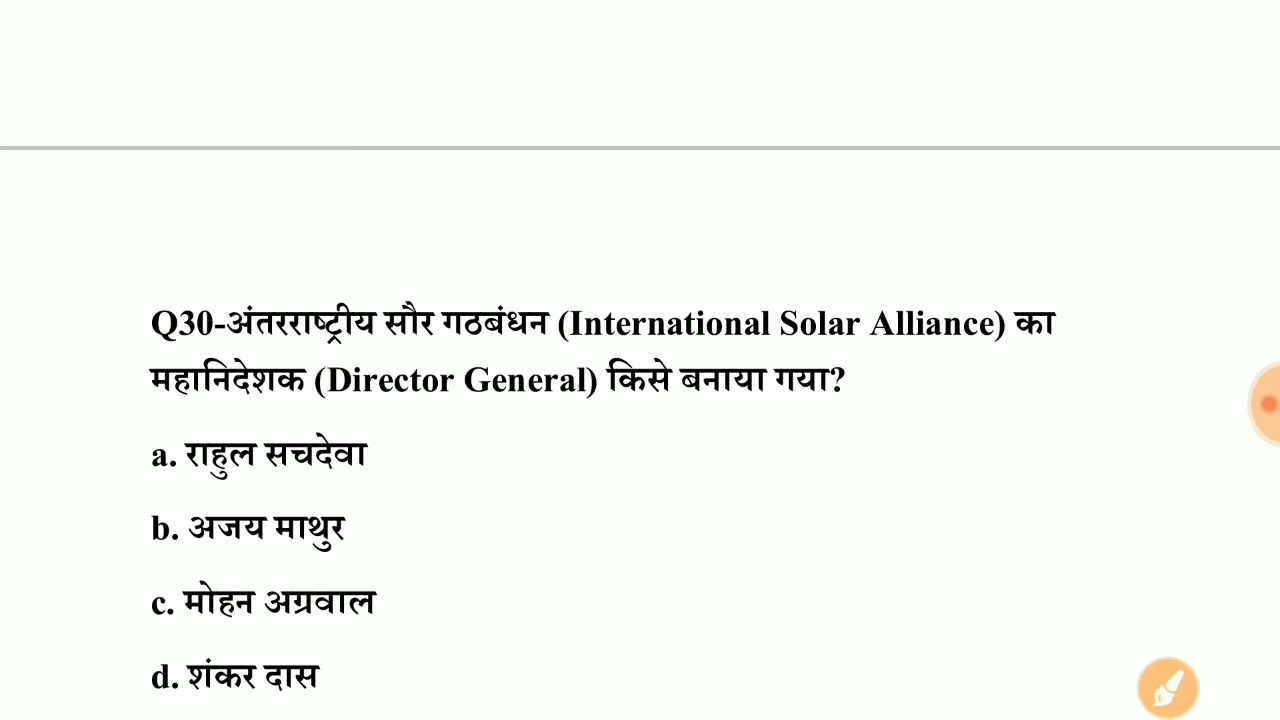 Q30-अंतरराष्ट्रीय सौर गठबंधन (International Solar Alliance) का
महानिदेशक (Director General) किसे बनाया गया?
a. राहुल सचदेवा
b. अजय माथुर
c. मोहन अग्रवाल
d. शंकर दास